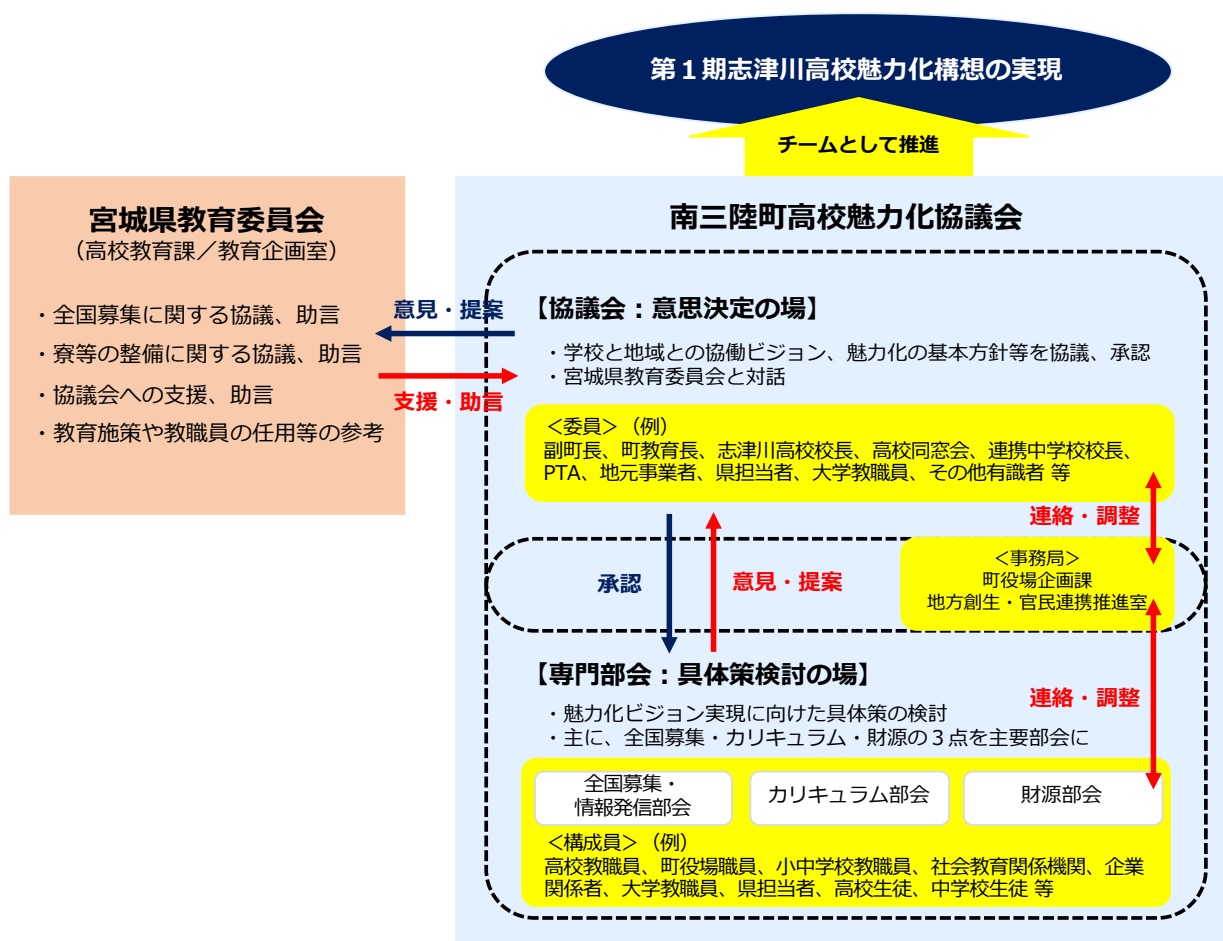 第１期志津川高校魅力化構想の実現
チームとして推進
宮城県教育委員会
（高校教育課／教育企画室）
・全国募集に関する協議、助言
・寮等の整備に関する協議、助言
・協議会への支援、助言
・教育施策や教職員の任用等の参考
意見・提案
支援・助言
南三陸町高校魅力化協議会
【協議会：意思決定の場】
・学校と地域との協働ビジョン、魅力化の基本方針等を協議、承認
・宮城県教育委員会と対話
＜委員＞（例）
副町長、町教育長、志津川高校校長、高校同窓会、連携中学校校長、
PTA、地元事業者、県担当者、大学教職員、その他有識者 等
連絡・調整
承認
意見・提案
＜事務局＞
町役場企画課
地方創生・官民連携推進室
【専門部会：具体策検討の場】
連絡・調整
・魅力化ビジョン実現に向けた具体策の検討
・主に、全国募集・カリキュラム・財源の３点を主要部会に
全国募集・
情報発信部会
カリキュラム部会
財源部会
＜構成員＞（例）
高校教職員、町役場職員、小中学校教職員、社会教育関係機関、企業
関係者、大学教職員、県担当者、高校生徒、中学校生徒 等